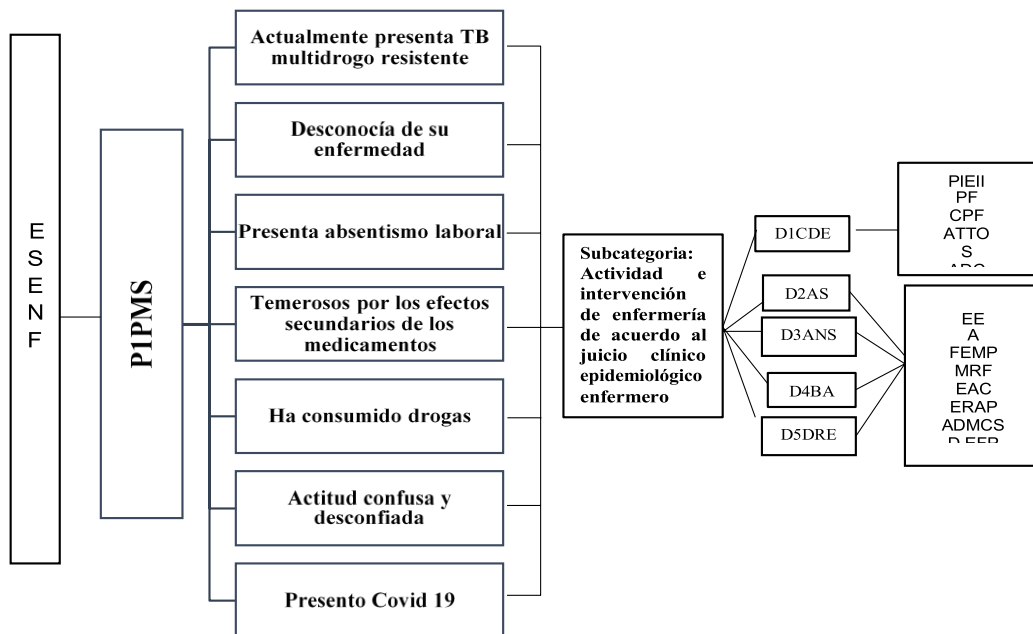 E
S
E
N
F
P1PMS
Actualmente presenta TB
multidrogo resistente
Desconocía de su
enfermedad
Presenta absentismo laboral
Temerosos por los efectos
secundarios de los
medicamentos
Ha consumido drogas
Actitud confusa y
desconfiada
Presento Covid 19
Subcategoria:
Actividad e
intervención
de enfermería
de acuerdo al
juicio clínico
epidemiológico
enfermero
D1CDE
D2AS
D3ANS
D4BA
D5DRE
PIEII
PF
CPF
ATTO
S
EE
A
FEMP
MRF
EAC
ERAP
ADMCS